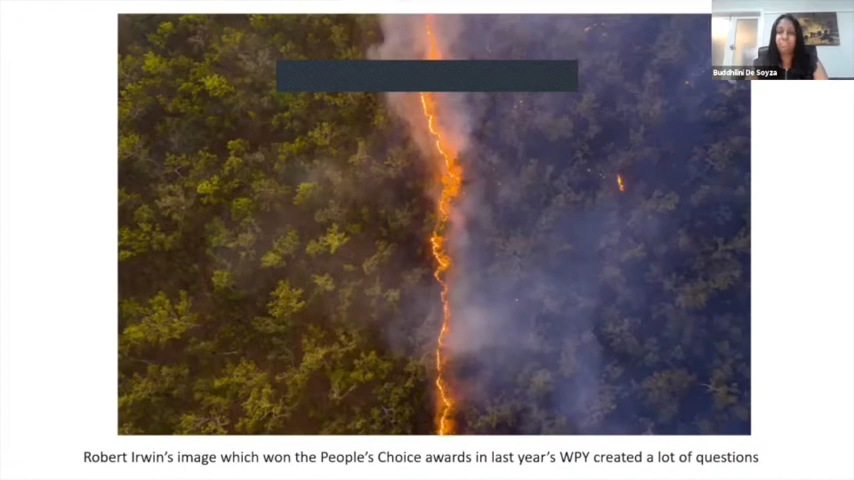 Buddhilini De Soyza
Robert Irwin's image which won the People's Choice awards in last year's WPY created a lot of questions